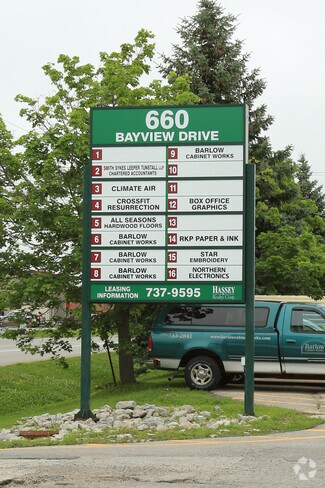 660
BAYVIEW DRIVE
1
2 SMITH SYKES LEEPER TUNSTALL LLP
CHARTERED ACCOUNTANTS
3 CLIMATE AIR
4 CROSSFIT
RESURRECTION
5 ALL SEASONS
HARDWOOD FLOORS
6 BARLOW
CABINET WORKS
7 BARLOW
CABINET WORKS
8 BARLOW
CABINET WORKS
9 BARLOW
CABINET WORKS
10
11
12 BOX OFFICE
GRAPHICS
13
14 RKP PAPER & INK
15 STAR
EMBROIDERY
16 NORTHERN
ELECTRONICS
LEASING
INFORMATION 737-9595 HASSEY
Realty Corp.
733-2842
Barlow
CoStar